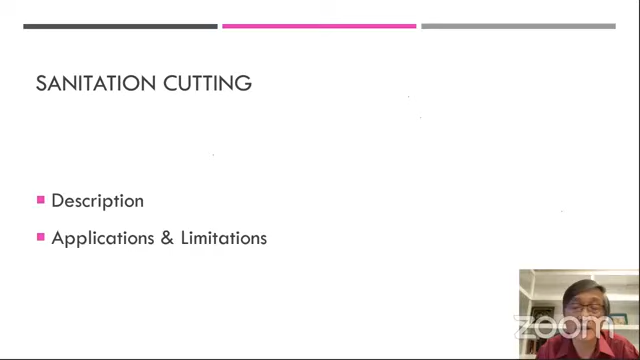 SANITATION CUTTING
Description
Applications & Limitations
zoom